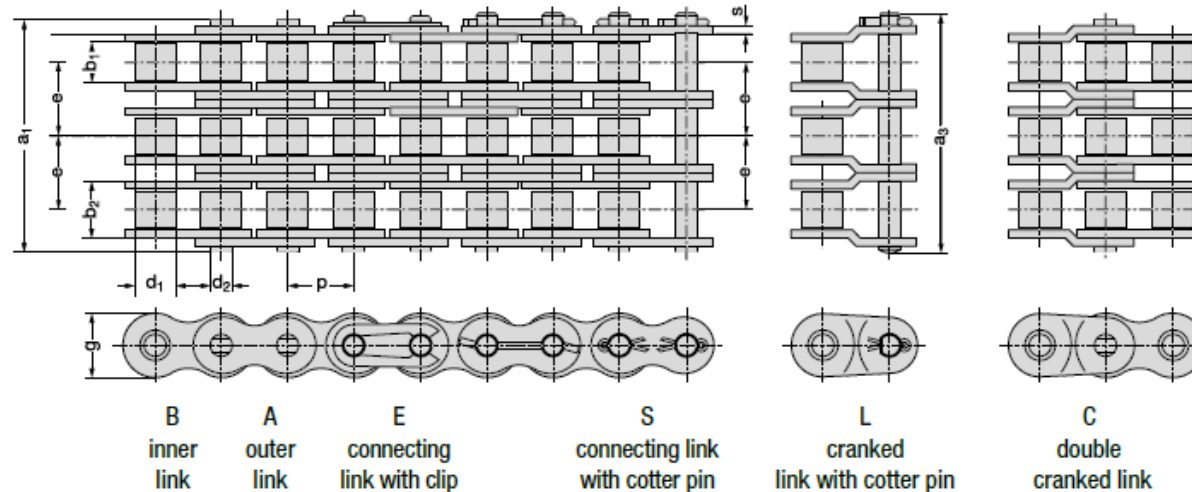 s
b1
e
e
a1
e
e
a3
b2
d1
d2
p
g
B
inner
link
A
outer
link
E
connecting
link with clip
S
connecting link
with cotter pin
L
cranked
link with cotter pin
C
double
cranked link